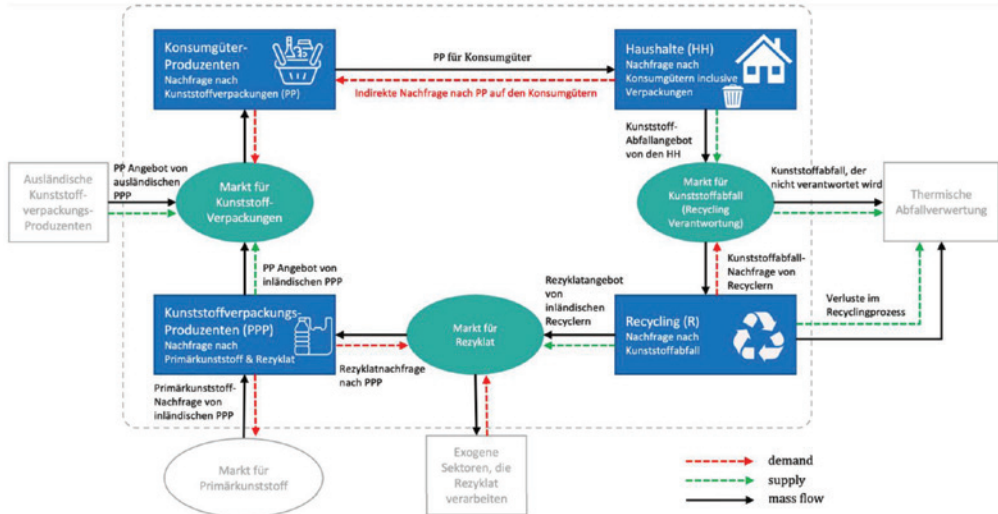 Konsumgüter-
Produzenten
Nachfrage nach
Kunststoffverpackungen (PP)
PP für Konsumgüter
Indirekte Nachfrage nach PP auf den Konsumgütern
Haushalte (HH)
Nachfrage nach
Konsumgütern inclusive
Verpackungen
Kunststoff-
Abfallangebot
von den HH
Ausländische
Kunststoff-
verpackungs-
Produzenten
PP Angebot von
ausländischen
PPP
Markt für
Kunststoff-
Verpackungen
Markt für
Kunststoffabfall
(Recycling
Verantwortung)
Kunststoffabfall, der
nicht verantwortet wird
Thermische
Abfallverwertung
PP Angebot von
inländischen PPP
Kunststoffabfall-
Nachfrage von
Recyclern
Rezyklatangebot
von
inländischen
Recyclern
Verluste im
Recyclingprozess
Kunststoffverpackungs-
Produzenten (PPP)
Nachfrage nach
Primärkunststoff & Rezyklat
Markt für
Rezyklat
Recycling (R)
Nachfrage nach
Kunststoffabfall
Rezyklatnachfrage
nach PPP
Primärkunststoff-
Nachfrage von
inländischen PPP
Markt für
Primärkunststoff
Exogene
Sektoren, die
Rezyklat
verarbeiten
demand
supply
mass flow